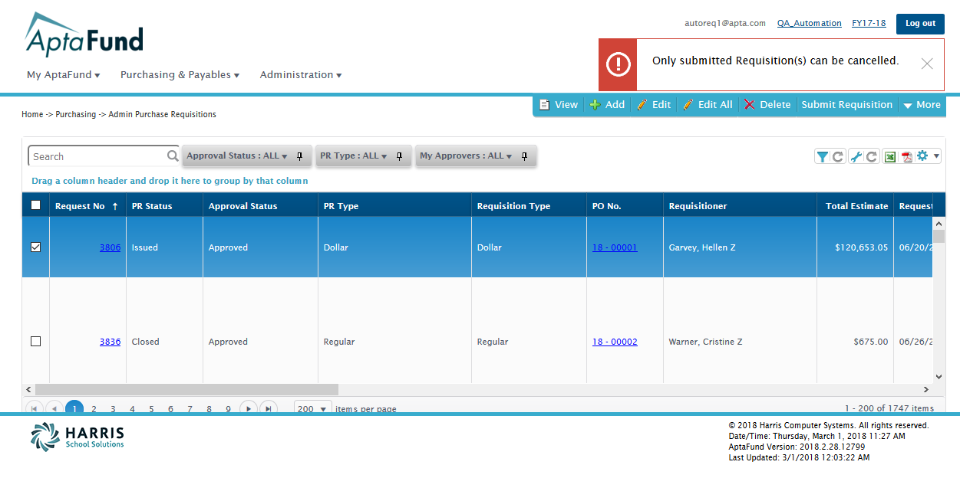 AptaFund
autoreq1@apta.com QA_Automation FY17-18 Log out
Only submitted Requisition(s) can be cancelled.
My AptaFund Purchasing & Payables Administration
View Add Edit Edit All Delete Submit Requisition More
Home -> Purchasing -> Admin Purchase Requisitions
Search Approval Status : ALL PR Type : ALL My Approvers : ALL
Drag a column header and drop it here to group by that column
Request No ↑ PR Status Approval Status PR Type Requisition Type PO No. Requisitioner Total Estimate Request
3806 Issued Approved Dollar Dollar 18 - 00001 Garvey, Hellen Z $120,653.05 06/20/2
3836 Closed Approved Regular Regular 18 - 00002 Warner, Cristine Z $675.00 06/26/2
1 2 3 4 5 6 7 8 9 200 items per page 1 - 200 of 1747 items
HARRIS
School Solutions
© 2018 Harris Computer Systems. All rights reserved.
Date/Time: Thursday, March 1, 2018 11:27 AM
AptaFund Version: 2018.2.28.12799
Last Updated: 3/1/2018 12:03:22 AM